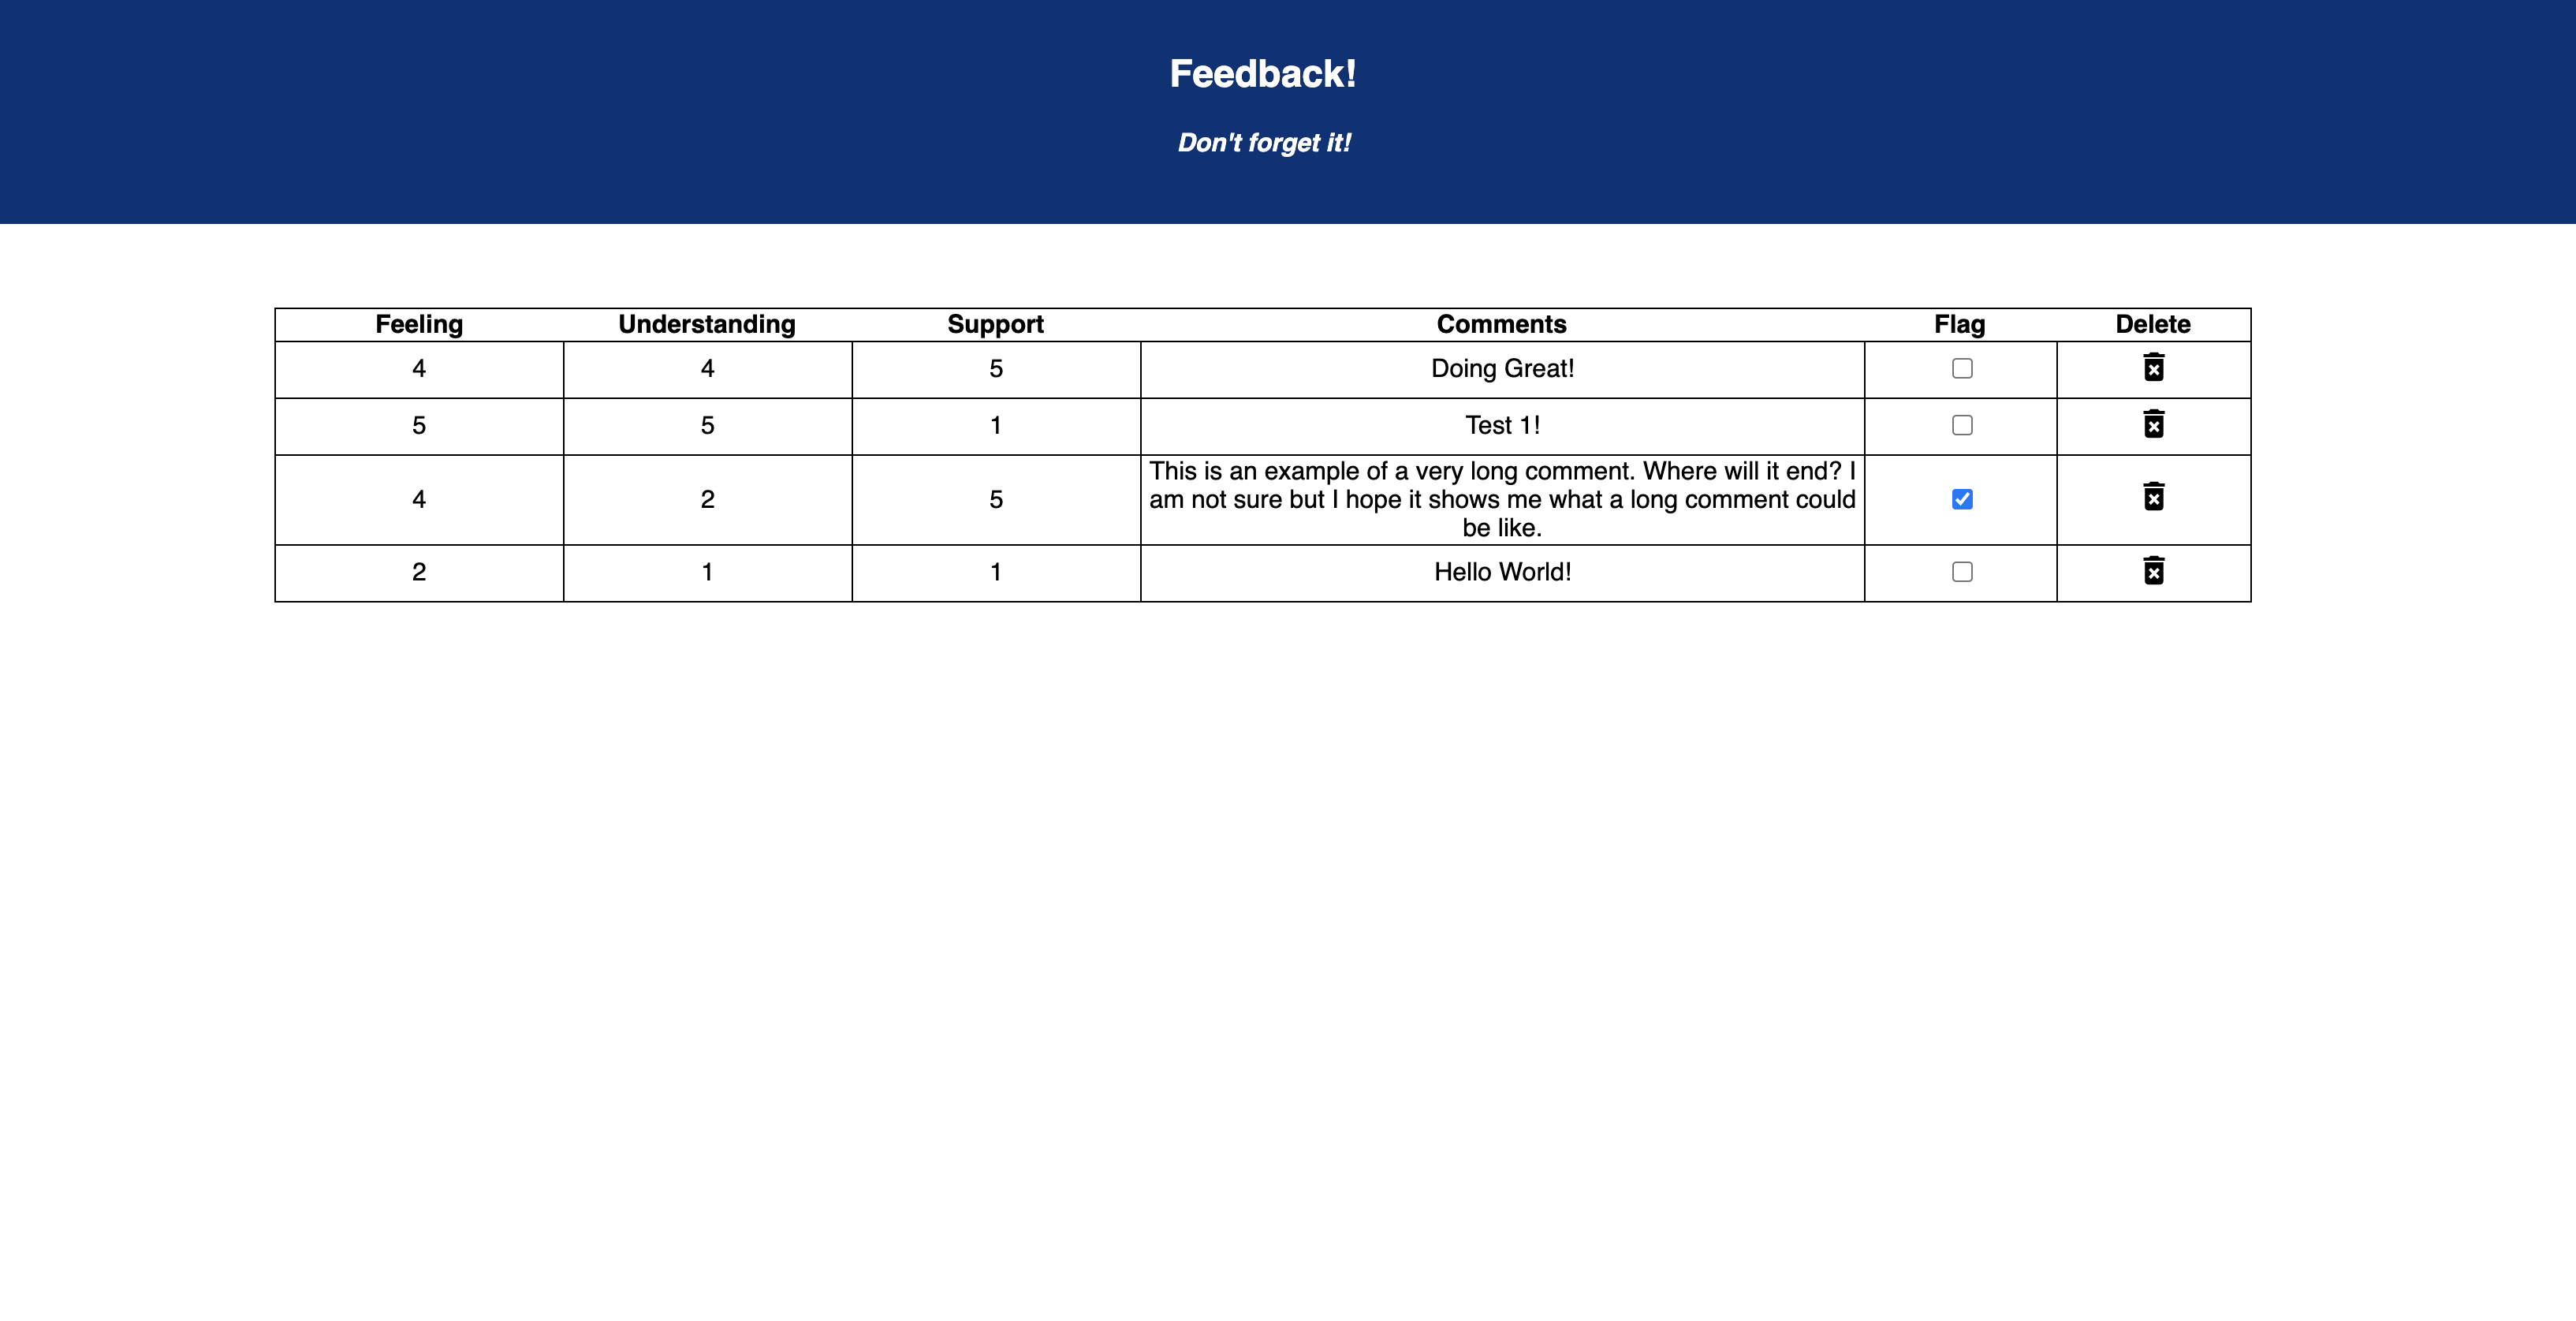 Feedback!
Don't forget it!
Feeling Understanding Support Comments Flag Delete
4 4 5 Doing Great!
5 5 1 Test 1!
4 2 5 This is an example of a very long comment. Where will it end? I
am not sure but I hope it shows me what a long comment could
be like.
2 1 1 Hello World!